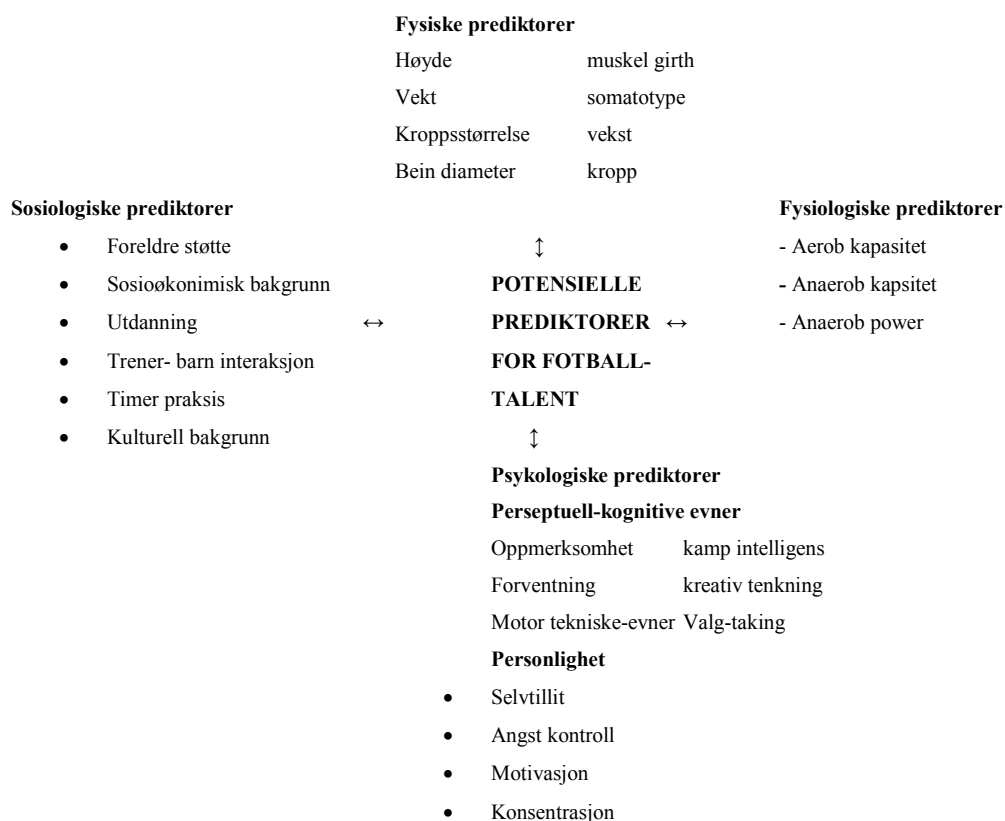 Fysiske prediktorer
Høyde muskel girth
Vekt somatotype
Kroppsstørrelse vekst
Bein diameter kropp
Sosiologiske prediktorer Fysiologiske prediktorer
• Foreldre støtte ↕ - Aerob kapasitet
• Sosioøkonimisk bakgrunn POTENSIELLE - Anaerob kapsitet
• Utdanning ↔ PREDIKTORER ↔ - Anaerob power
• Trener- barn interaksjon FOR FOTBALL-
• Timer praksis TALENT
• Kulturell bakgrunn ↕
Psykologiske prediktorer
Perseptuell-kognitive evner
Oppmerksomhet kamp intelligens
Forventning kreativ tenkning
Motor tekniske-evner Valg-taking
Personlighet
• Selvtillit
• Angst kontroll
• Motivasjon
• Konsentrasjon